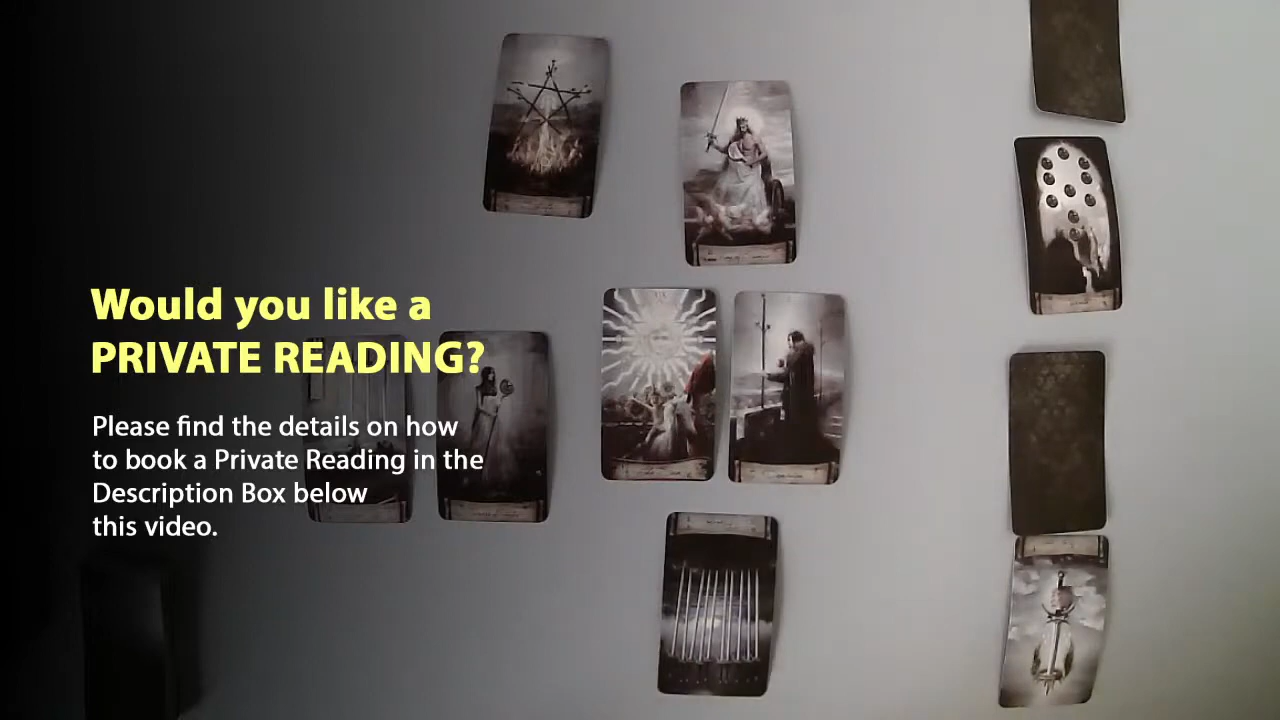 Would you like a
PRIVATE READING?
Please find the details on how
to book a Private Reading in the
Description Box below
this video.